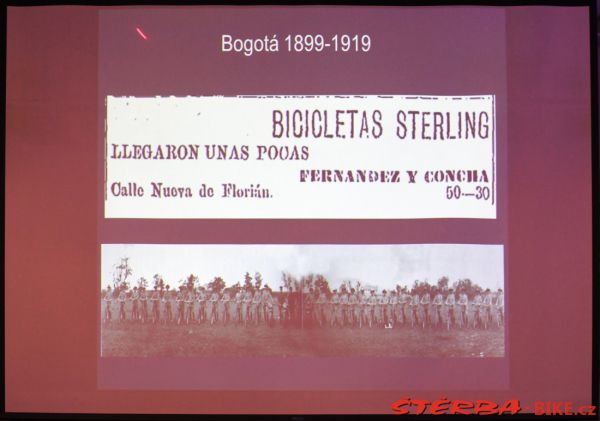 Bogotá 1899-1919
BICICLETAS STERLING
LLEGARON UNAS POCAS
FERNANDEZ Y CONCHA
Calle Nueva de Florián. 50—30
ŠTĚRBA-BIKE.cz